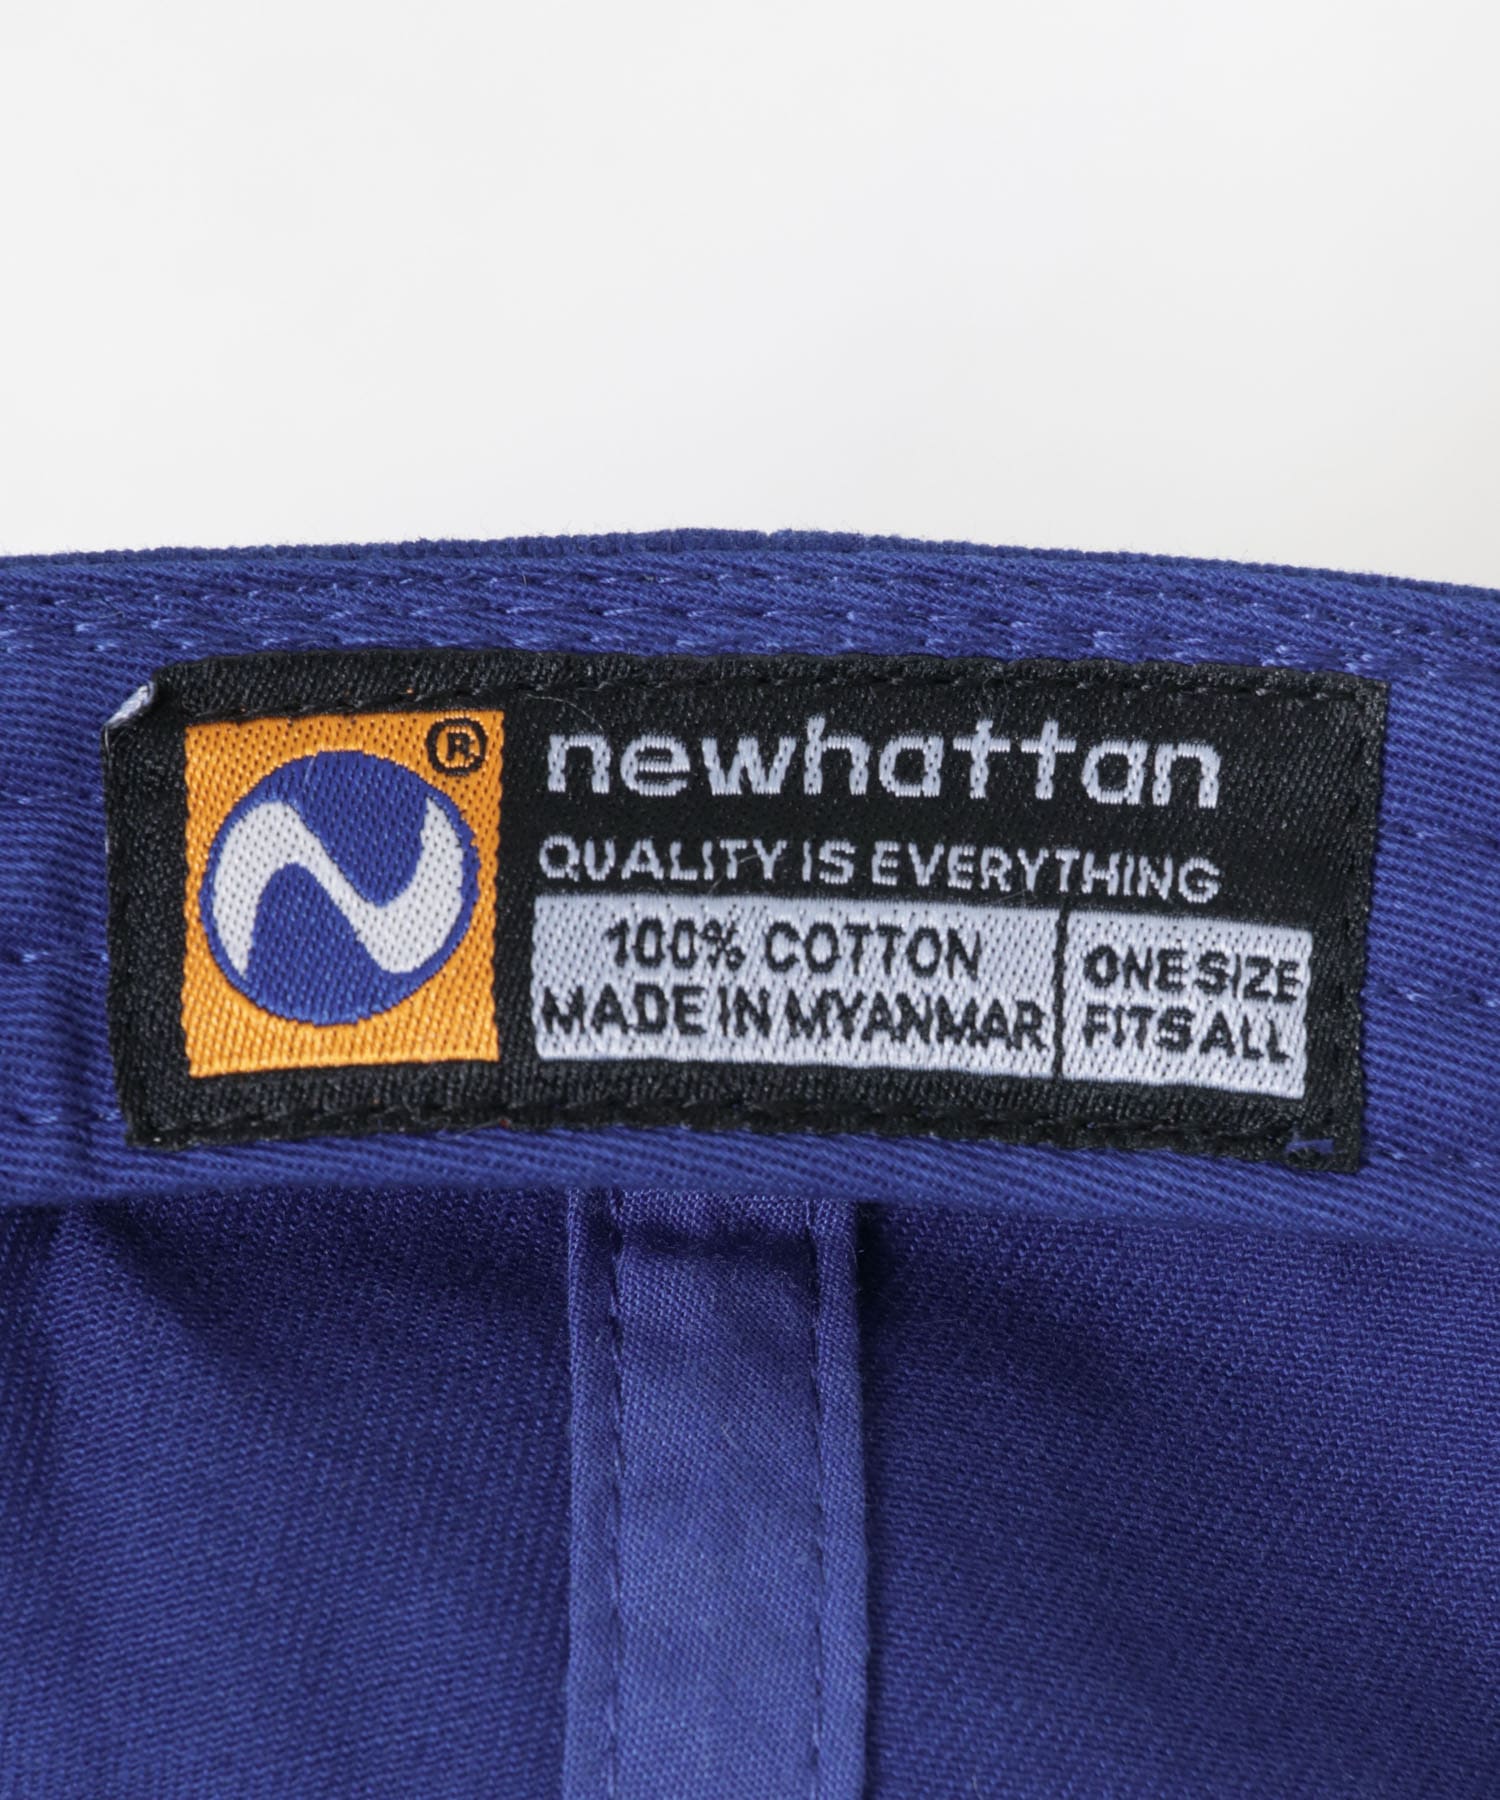 ®
newhattan
QUALITY IS EVERYTHING
100% COTTON
MADE IN MYANMAR
ONE SIZE
FITS ALL